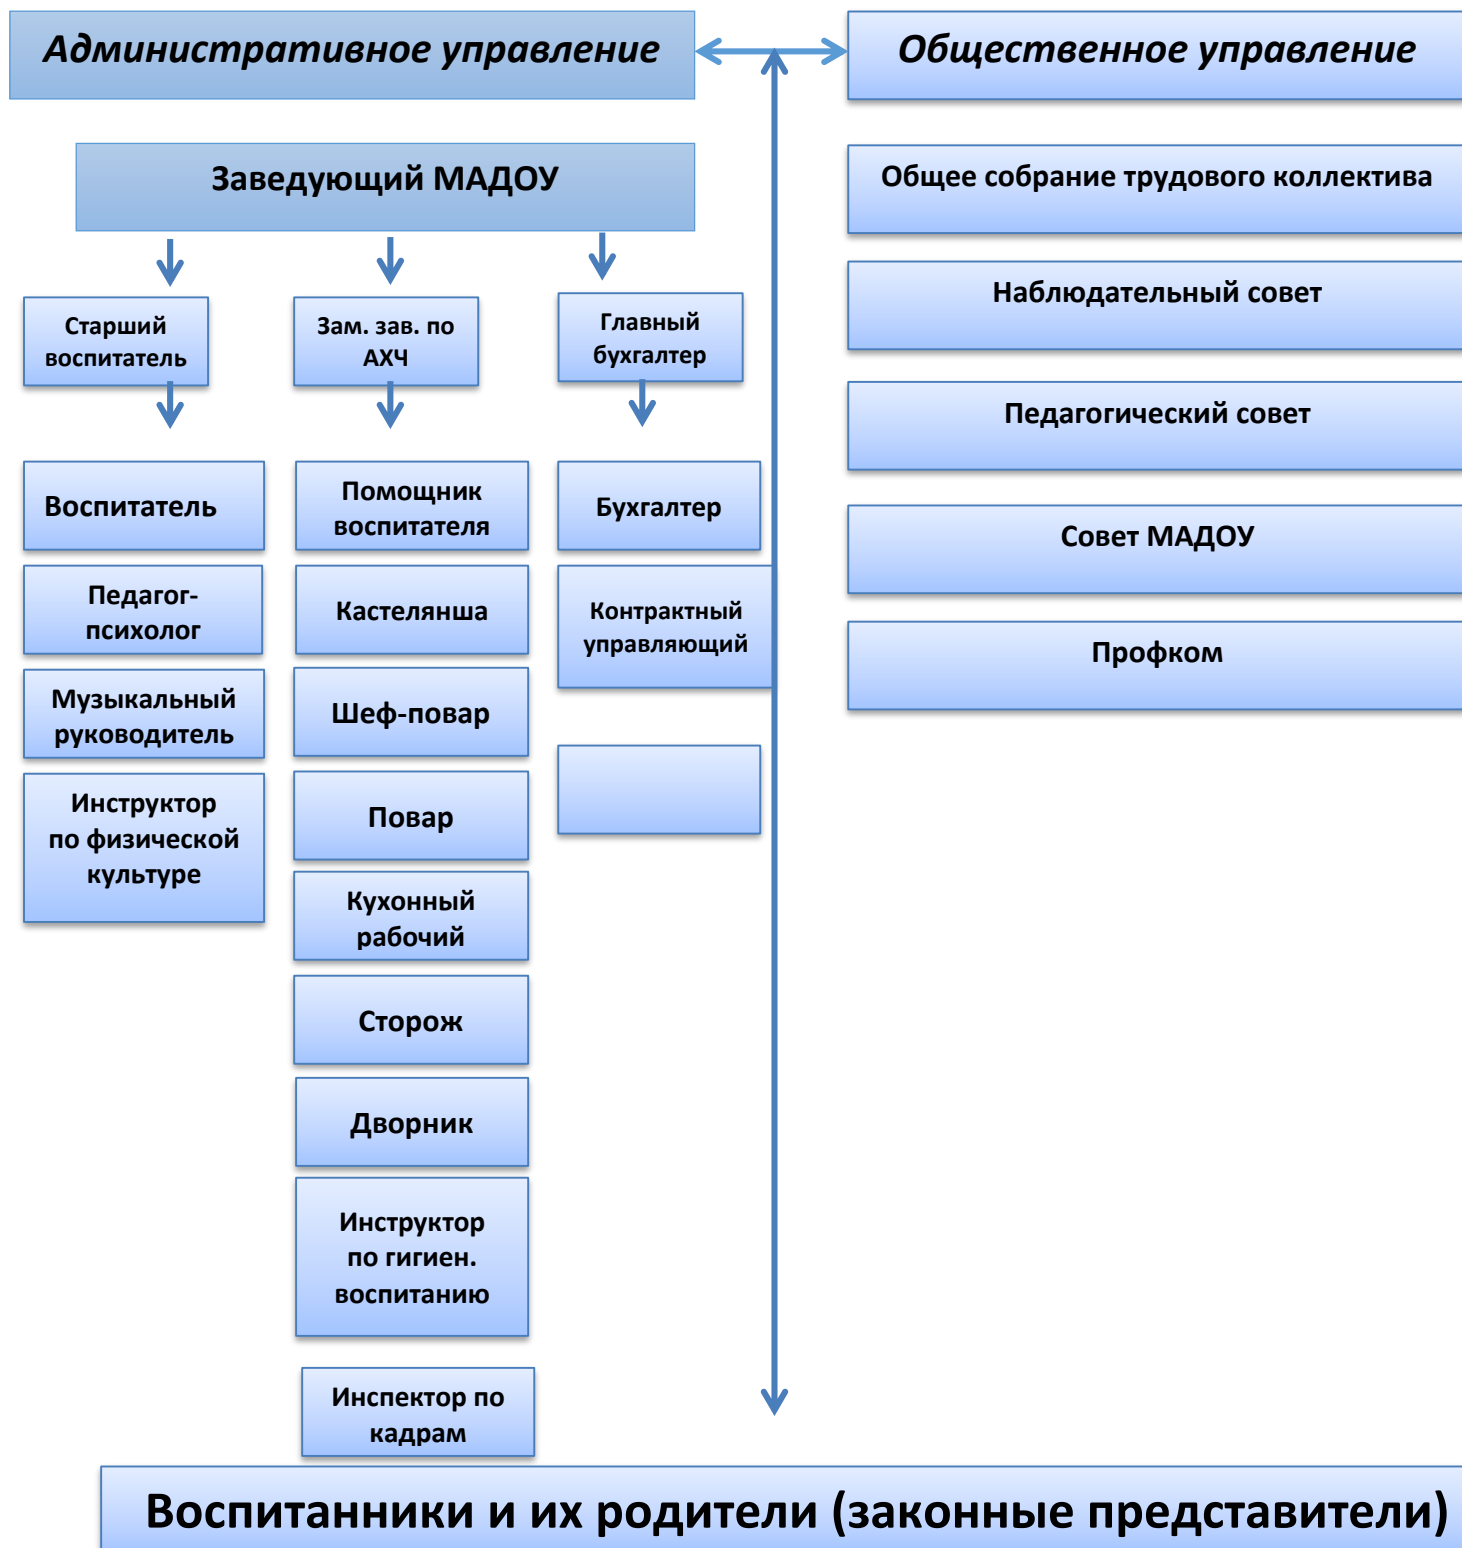 Административное управление
Общественное управление
Заведующий МАДОУ
Старший
воспитатель
Зам. зав. по
АХЧ
Главный
бухгалтер
Воспитатель
Педагог-
психолог
Музыкальный
руководитель
Инструктор
по физической
культуре
Помощник
воспитателя
Кастелянша
Шеф-повар
Повар
Кухонный
рабочий
Сторож
Дворник
Инструктор
по гигиен.
воспитанию
Инспектор по
кадрам
Бухгалтер
Контрактный
управляющий
Общее собрание трудового коллектива
Наблюдательный совет
Педагогический совет
Совет МАДОУ
Профком
Воспитанники и их родители (законные представители)